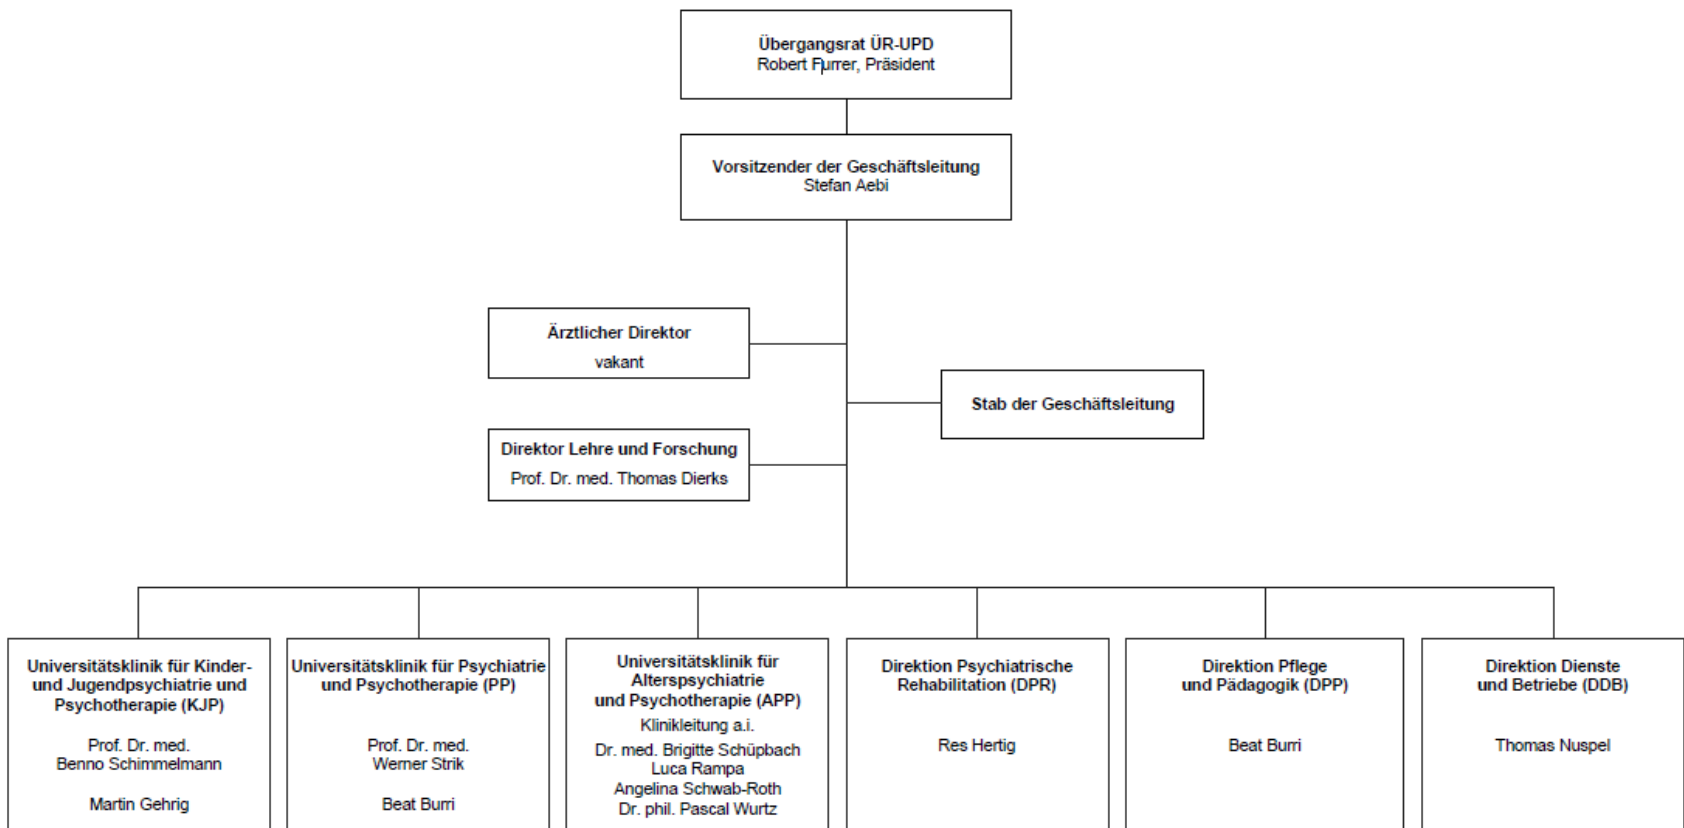 Übergangsrat ÜR-UPD
Robert Furrer, Präsident
Vorsitzender der Geschäftsleitung
Stefan Aebi
Ärztlicher Direktor
vakant
Stab der Geschäftsleitung
Direktor Lehre und Forschung
Prof. Dr. med. Thomas Dierks
Universitätsklinik für Kinder-
und Jugendpsychiatrie und
Psychotherapie (KJP)
Prof. Dr. med.
Benno Schimmelmann
Martin Gehrig
Universitätsklinik für Psychiatrie
und Psychotherapie (PP)
Prof. Dr. med.
Werner Strik
Beat Burri
Universitätsklinik für
Alterspsychiatrie
und Psychotherapie (APP)
Klinikleitung a.i.
Dr. med. Brigitte Schüpbach
Luca Rampa
Angelina Schwab-Roth
Dr. phil. Pascal Wurtz
Direktion Psychiatrische
Rehabilitation (DPR)
Res Hertig
Direktion Pflege
und Pädagogik (DPP)
Beat Burri
Direktion Dienste
und Betriebe (DDB)
Thomas Nuspel